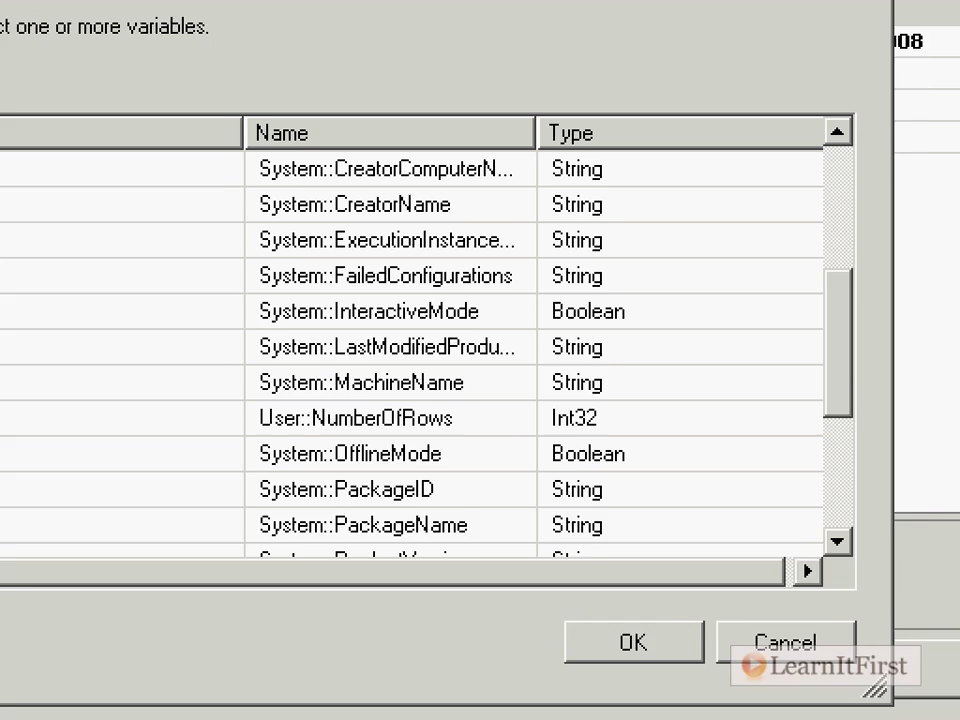 ct one or more variables.
008
Name Type
System::CreatorComputerN... String
System::CreatorName String
System::ExecutionInstance... String
System::FailedConfigurations String
System::InteractiveMode Boolean
System::LastModifiedProdu... String
System::MachineName String
User::NumberOfRows Int32
System::OfflineMode Boolean
System::PackageID String
System::PackageName String
OK Cancel
LearnItFirst